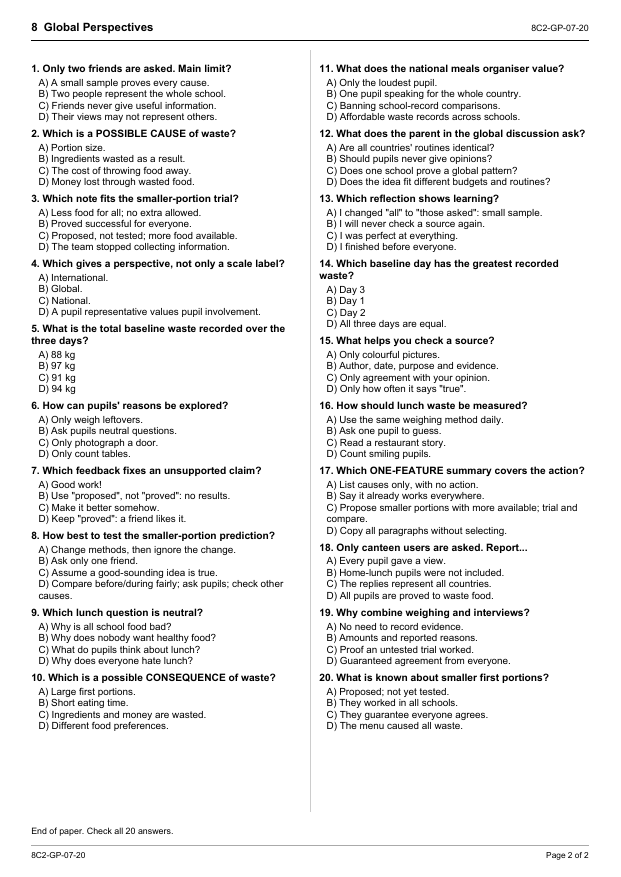 8 Global Perspectives
8C2-GP-07-20
1. Only two friends are asked. Main limit?
A) A small sample proves every cause.
B) Two people represent the whole school.
C) Friends never give useful information.
D) Their views may not represent others.
2. Which is a POSSIBLE CAUSE of waste?
A) Portion size.
B) Ingredients wasted as a result.
C) The cost of throwing food away.
D) Money lost through wasted food.
3. Which note fits the smaller-portion trial?
A) Less food for all; no extra allowed.
B) Proved successful for everyone.
C) Proposed, not tested; more food available.
D) The team stopped collecting information.
4. Which gives a perspective, not only a scale label?
A) International.
B) Global.
C) National.
D) A pupil representative values pupil involvement.
5. What is the total baseline waste recorded over the
three days?
A) 88 kg
B) 97 kg
C) 91 kg
D) 94 kg
6. How can pupils' reasons be explored?
A) Only weigh leftovers.
B) Ask pupils neutral questions.
C) Only photograph a door.
D) Only count tables.
7. Which feedback fixes an unsupported claim?
A) Good work!
B) Use "proposed", not "proved": no results.
C) Make it better somehow.
D) Keep "proved": a friend likes it.
8. How best to test the smaller-portion prediction?
A) Change methods, then ignore the change.
B) Ask only one friend.
C) Assume a good-sounding idea is true.
D) Compare before/during fairly; ask pupils; check other
causes.
9. Which lunch question is neutral?
A) Why is all school food bad?
B) Why does nobody want healthy food?
C) What do pupils think about lunch?
D) Why does everyone hate lunch?
10. Which is a possible CONSEQUENCE of waste?
A) Large first portions.
B) Short eating time.
C) Ingredients and money are wasted.
D) Different food preferences.
11. What does the national meals organiser value?
A) Only the loudest pupil.
B) One pupil speaking for the whole country.
C) Banning school-record comparisons.
D) Affordable waste records across schools.
12. What does the parent in the global discussion ask?
A) Are all countries' routines identical?
B) Should pupils never give opinions?
C) Does one school prove a global pattern?
D) Does the idea fit different budgets and routines?
13. Which reflection shows learning?
A) I changed "all" to "those asked": small sample.
B) I will never check a source again.
C) I was perfect at everything.
D) I finished before everyone.
14. Which baseline day has the greatest recorded
waste?
A) Day 3
B) Day 1
C) Day 2
D) All three days are equal.
15. What helps you check a source?
A) Only colourful pictures.
B) Author, date, purpose and evidence.
C) Only agreement with your opinion.
D) Only how often it says "true".
16. How should lunch waste be measured?
A) Use the same weighing method daily.
B) Ask one pupil to guess.
C) Read a restaurant story.
D) Count smiling pupils.
17. Which ONE-FEATURE summary covers the action?
A) List causes only, with no action.
B) Say it already works everywhere.
C) Propose smaller portions with more available; trial and
compare.
D) Copy all paragraphs without selecting.
18. Only canteen users are asked. Report...
A) Every pupil gave a view.
B) Home-lunch pupils were not included.
C) The replies represent all countries.
D) All pupils are proved to waste food.
19. Why combine weighing and interviews?
A) No need to record evidence.
B) Amounts and reported reasons.
C) Proof an untested trial worked.
D) Guaranteed agreement from everyone.
20. What is known about smaller first portions?
A) Proposed; not yet tested.
B) They worked in all schools.
C) They guarantee everyone agrees.
D) The menu caused all waste.
End of paper. Check all 20 answers.
8C2-GP-07-20
Page 2 of 2